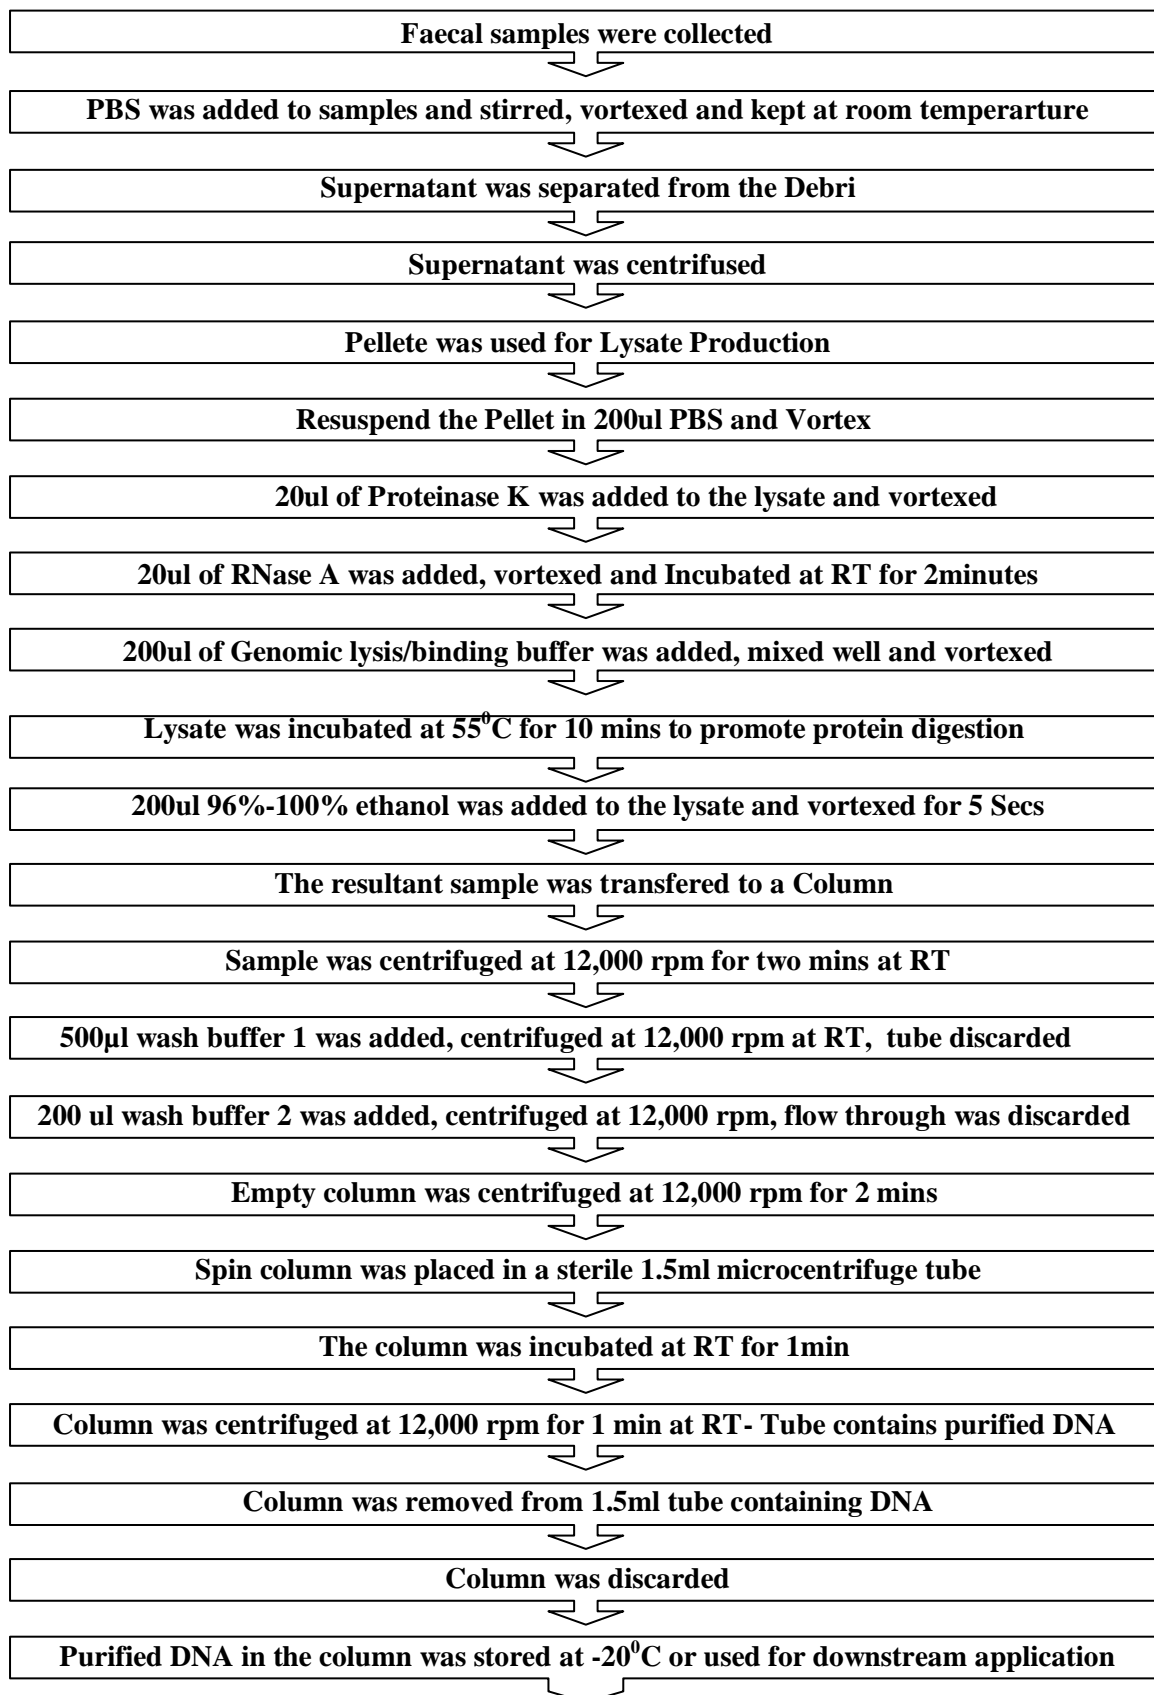 Faecal samples were collected
PBS was added to samples and stirred, vortexed and kept at room temperarture
Supernatant was separated from the Debri
Supernatant was centrifused
Pellete was used for Lysate Production
Resuspend the Pellet in 200ul PBS and Vortex
20ul of Proteinase K was added to the lysate and vortexed
20ul of RNase A was added, vortexed and Incubated at RT for 2minutes
200ul of Genomic lysis/binding buffer was added, mixed well and vortexed
Lysate was incubated at 55⁰C for 10 mins to promote protein digestion
200ul 96%-100% ethanol was added to the lysate and vortexed for 5 Secs
The resultant sample was transfered to a Column
Sample was centrifuged at 12,000 rpm for two mins at RT
500µl wash buffer 1 was added, centrifuged at 12,000 rpm at RT, tube discarded
200 ul wash buffer 2 was added, centrifuged at 12,000 rpm, flow through was discarded
Empty column was centrifuged at 12,000 rpm for 2 mins
Spin column was placed in a sterile 1.5ml microcentrifuge tube
The column was incubated at RT for 1min
Column was centrifuged at 12,000 rpm for 1 min at RT- Tube contains purified DNA
Column was removed from 1.5ml tube containing DNA
Column was discarded
Purified DNA in the column was stored at -20⁰C or used for downstream application